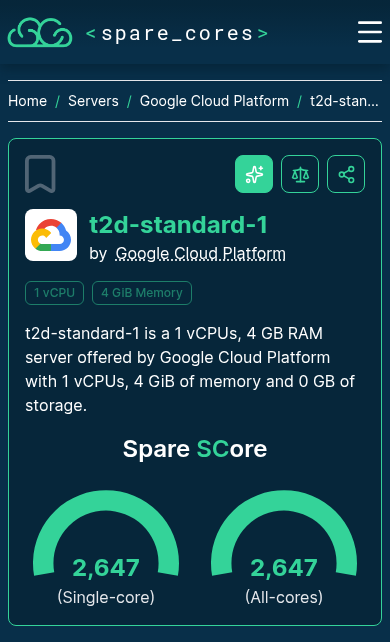 <spare_cores>
Home / Servers / Google Cloud Platform / t2d-stan...
t2d-standard-1
by Google Cloud Platform
1 vCPU 4 GiB Memory
t2d-standard-1 is a 1 vCPUs, 4 GB RAM
server offered by Google Cloud Platform
with 1 vCPUs, 4 GiB of memory and 0 GB of
storage.
Spare SCore
2,647 2,647
(Single-core) (All-cores)